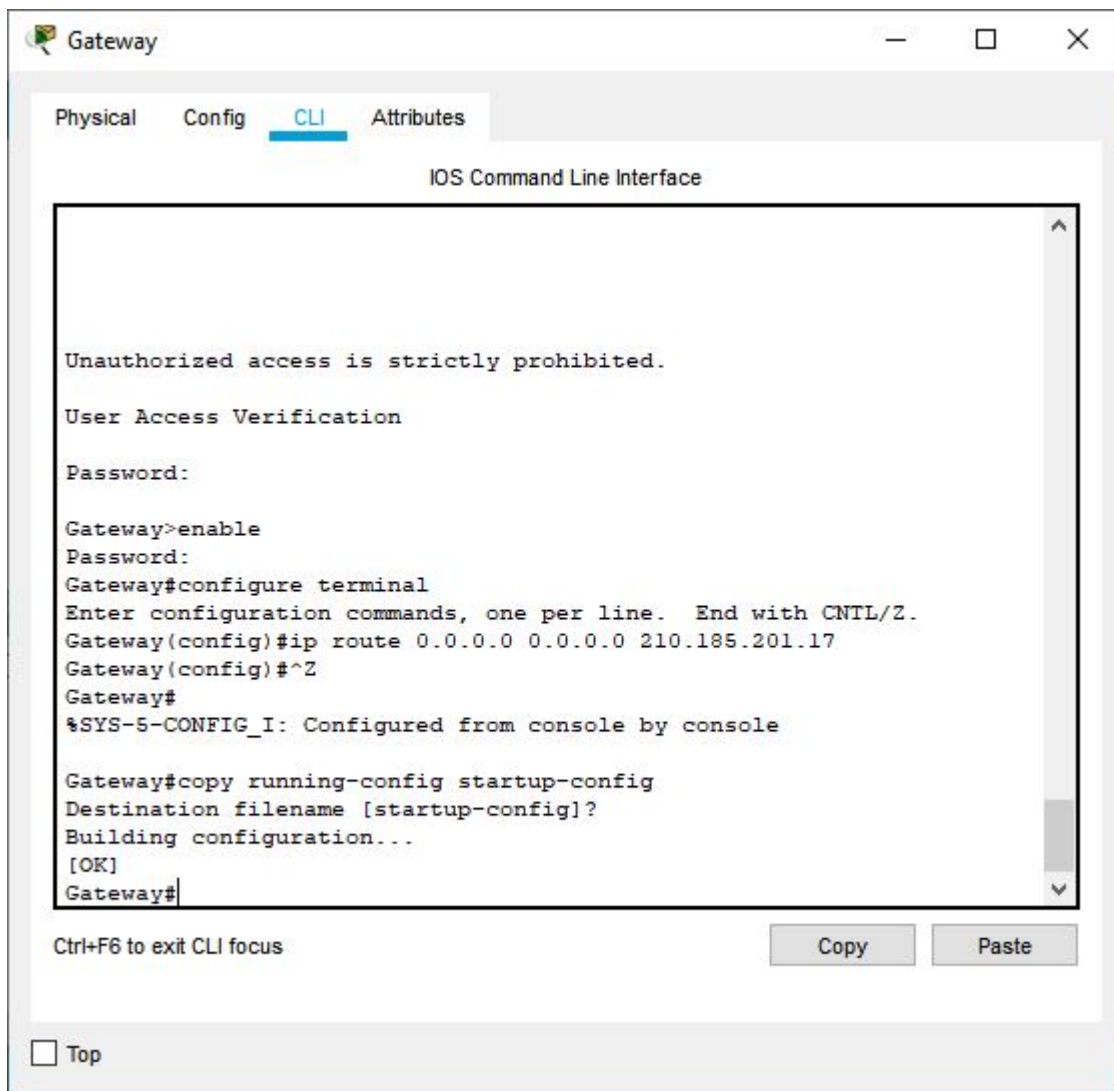 Gateway
Physical Config CLI Attributes
IOS Command Line Interface
Unauthorized access is strictly prohibited.
User Access Verification
Password:
Gateway>enable
Password:
Gateway#configure terminal
Enter configuration commands, one per line.  End with CNTL/Z.
Gateway(config)#ip route 0.0.0.0 0.0.0.0 210.185.201.17
Gateway(config)#^Z
Gateway#
%SYS-5-CONFIG_I: Configured from console by console
Gateway#copy running-config startup-config
Destination filename [startup-config]?
Building configuration...
[OK]
Gateway#
Ctrl+F6 to exit CLI focus
Copy Paste
Top